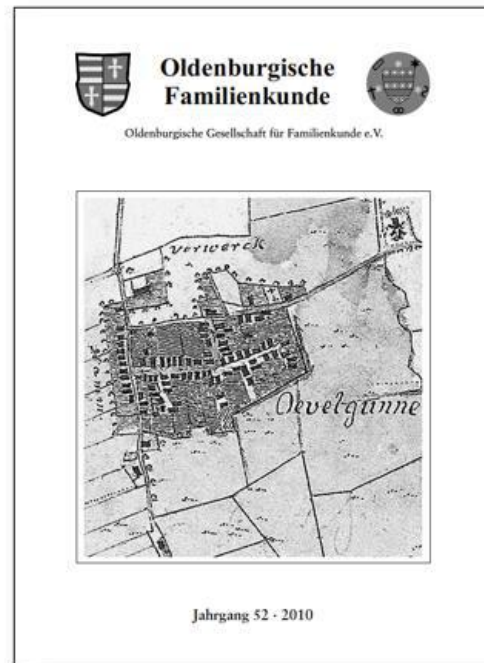 Oldenburgische
Familienkunde
Oldenburgische Gesellschaft für Familienkunde e.V.
Vorwerck
Oevelgünne
Jahrgang 52 - 2010